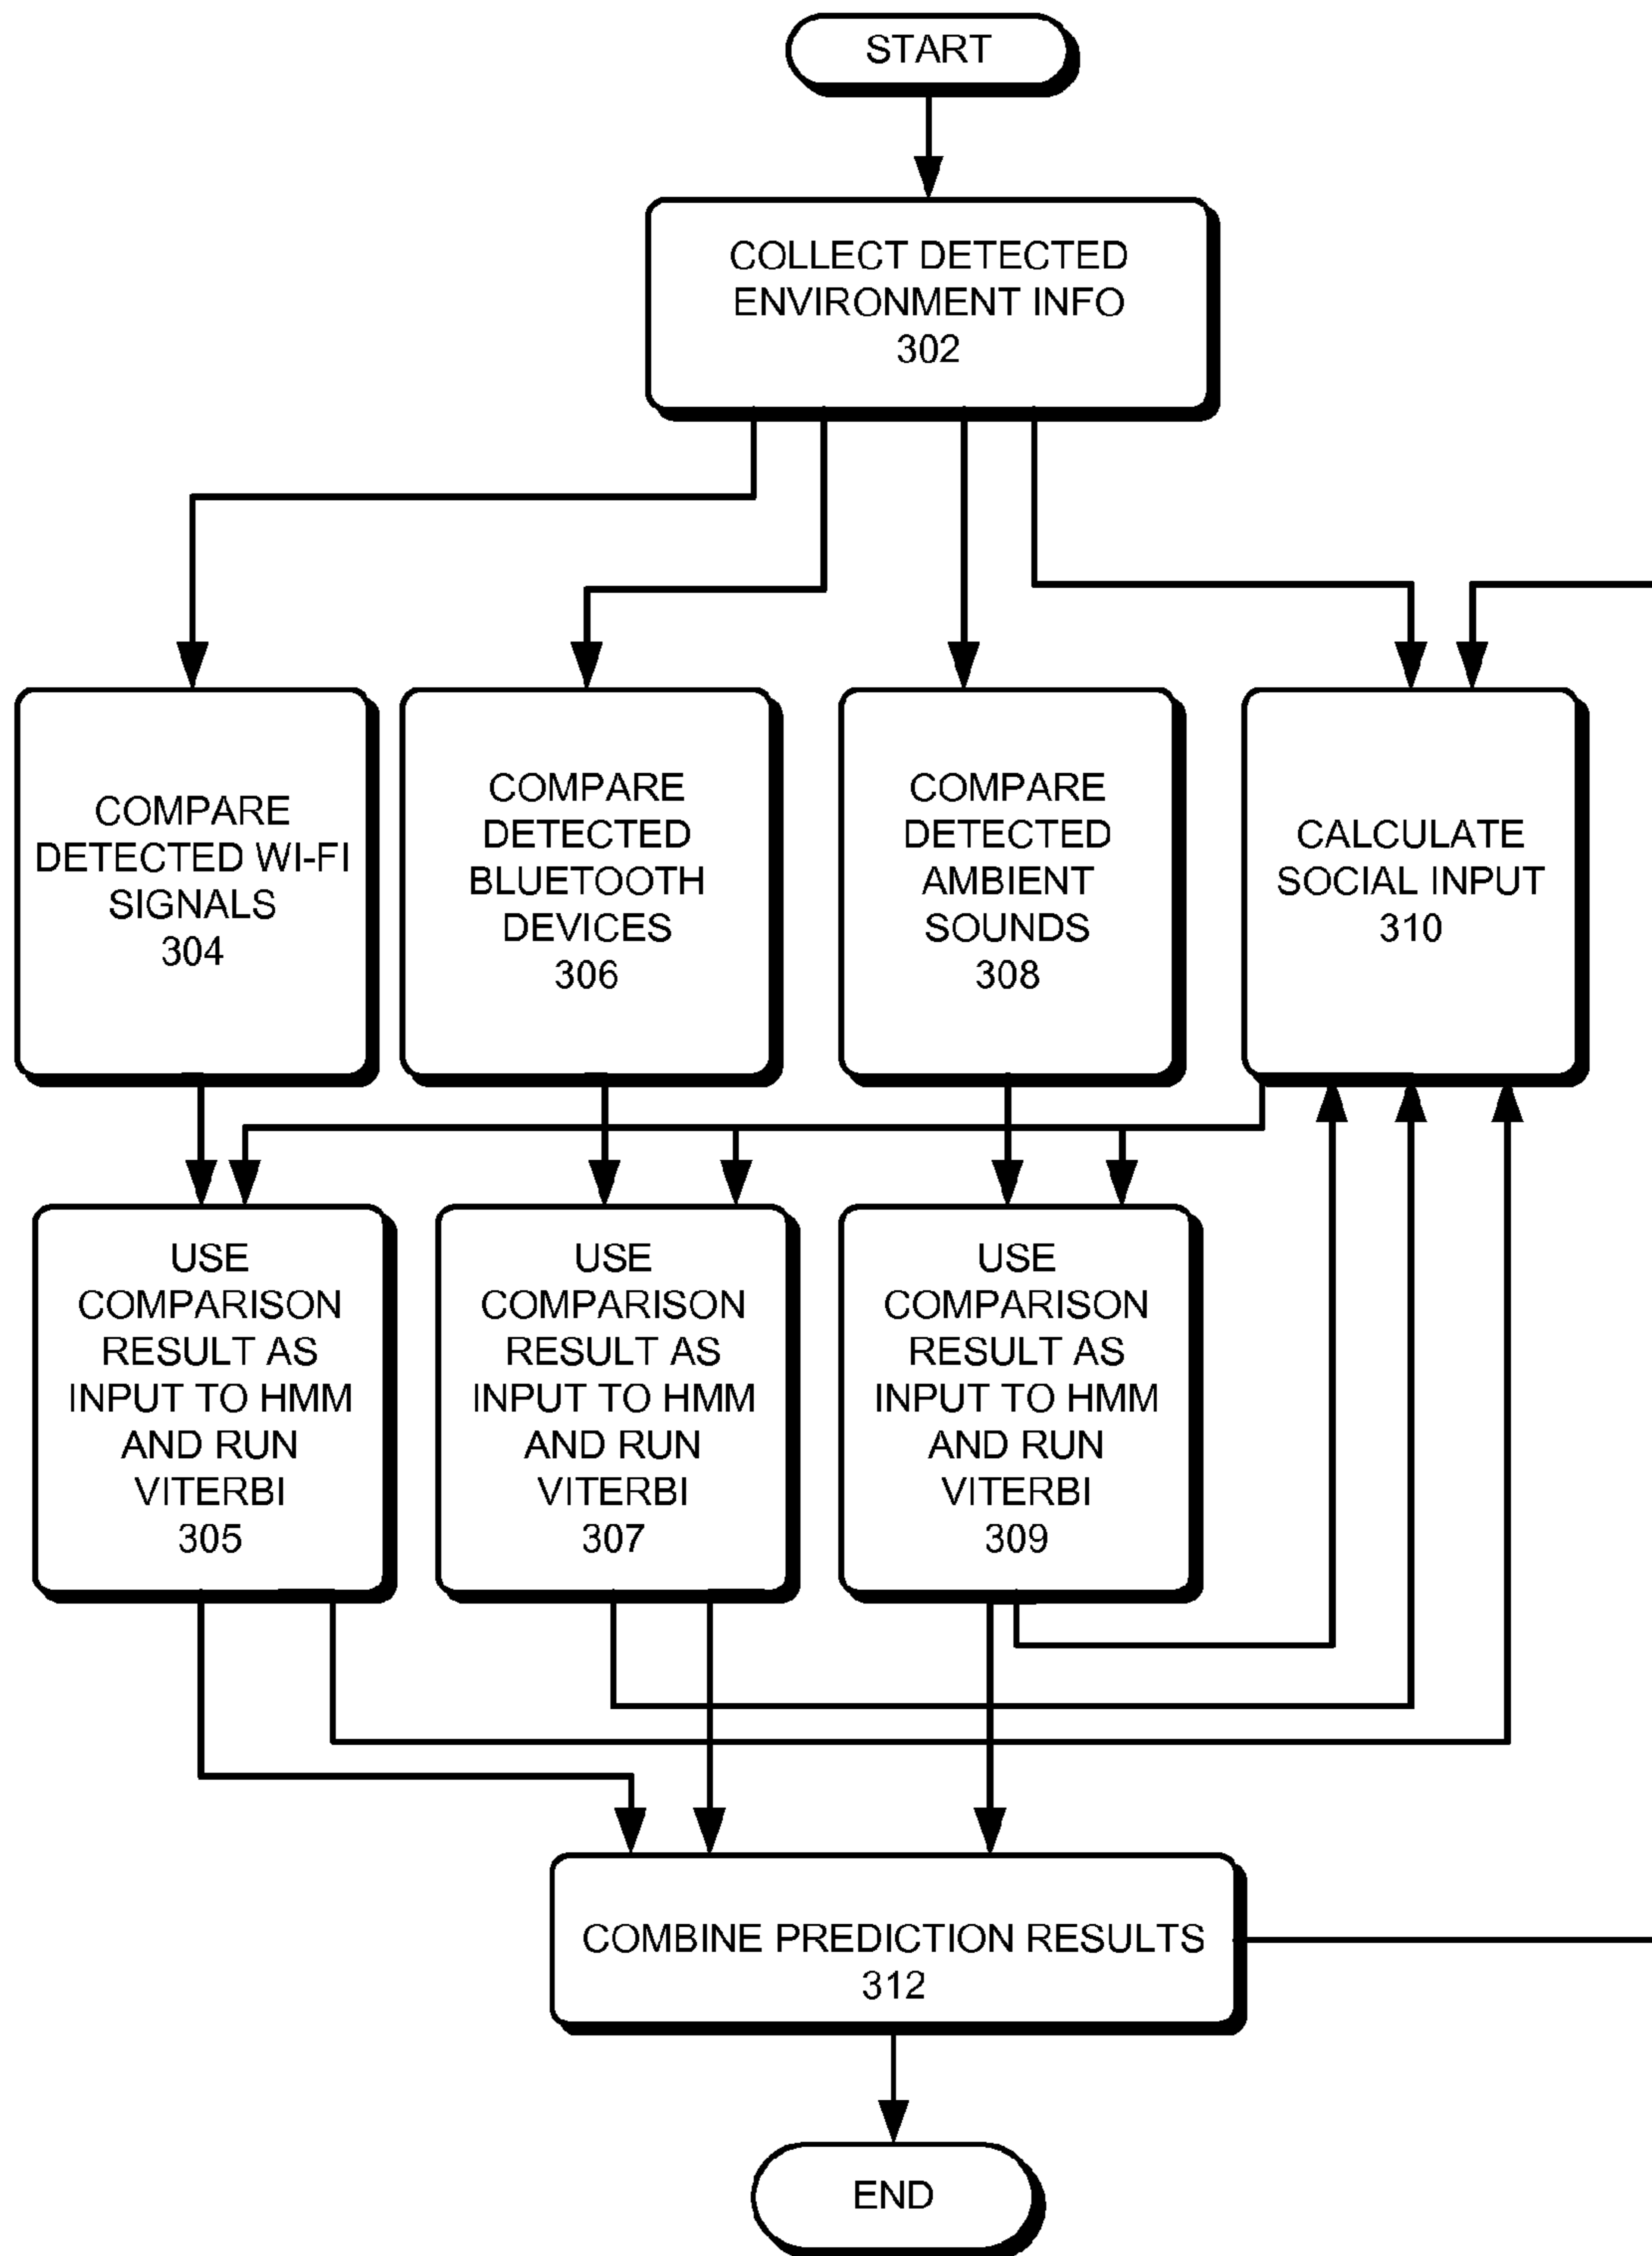 START
COLLECT DETECTED
ENVIRONMENT INFO
302
COMPARE
DETECTED WI-FI
SIGNALS
304
COMPARE
DETECTED
BLUETOOTH
DEVICES
306
COMPARE
DETECTED
AMBIENT
SOUNDS
308
CALCULATE
SOCIAL INPUT
310
USE
COMPARISON
RESULT AS
INPUT TO HMM
AND RUN
VITERBI
305
USE
COMPARISON
RESULT AS
INPUT TO HMM
AND RUN
VITERBI
307
USE
COMPARISON
RESULT AS
INPUT TO HMM
AND RUN
VITERBI
309
COMBINE PREDICTION RESULTS
312
END